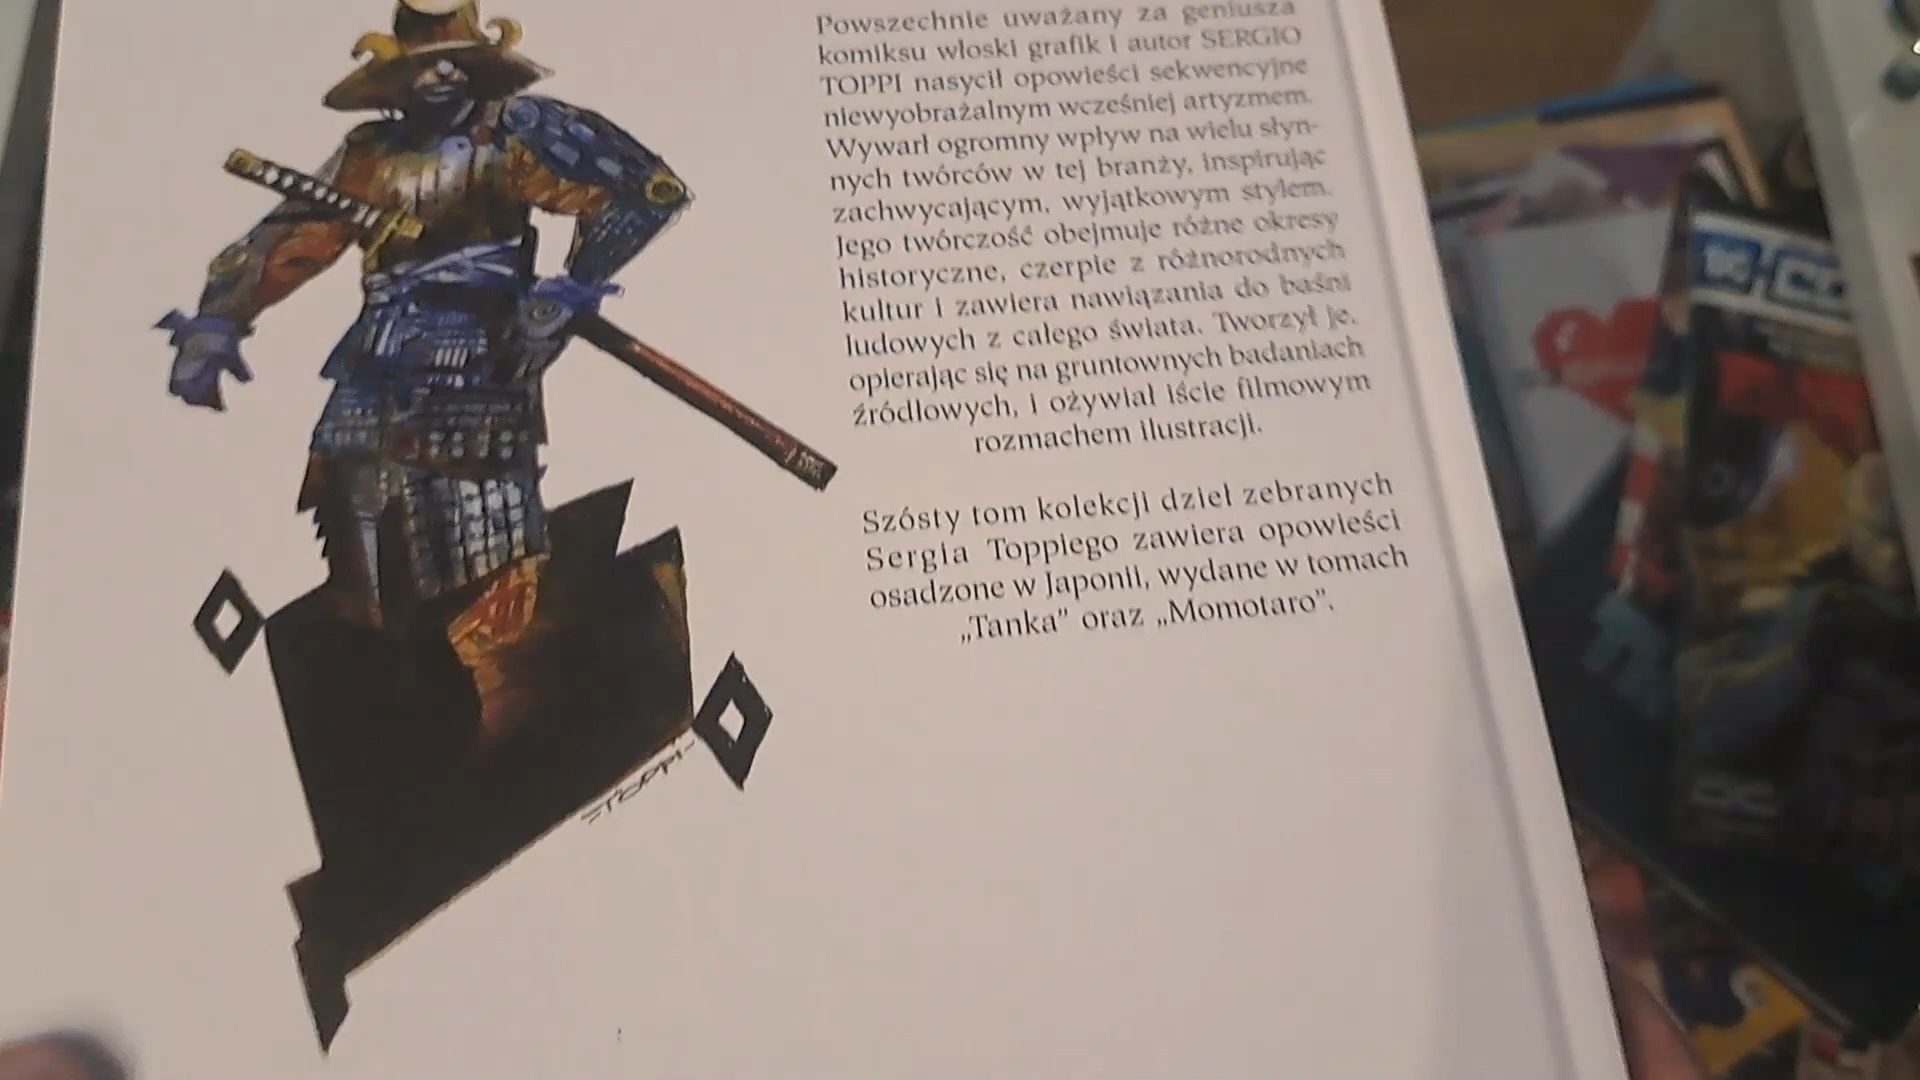 Powszechnie uważany za geniusza
komiksu włoski grafik i autor SERGIO
TOPPI nasycił opowieści sekwencyjne
niewyobrażalnym wcześniej artyzmem.
Wywarł ogromny wpływ na wielu słyn-
nych twórców w tej branży, inspirując
zachwycającym, wyjątkowym stylem.
Jego twórczość obejmuje różne okresy
historyczne, czerpie z różnorodnych
kultur i zawiera nawiązania do baśni
ludowych z całego świata. Tworzył je,
opierając się na gruntownych badaniach
źródłowych, i ożywiał iście filmowym
rozmachem ilustracji.
Szósty tom kolekcji dzieł zebranych
Sergia Toppiego zawiera opowieści
osadzone w Japonii, wydane w tomach
„Tanka” oraz „Momotaro”.
TOPPI